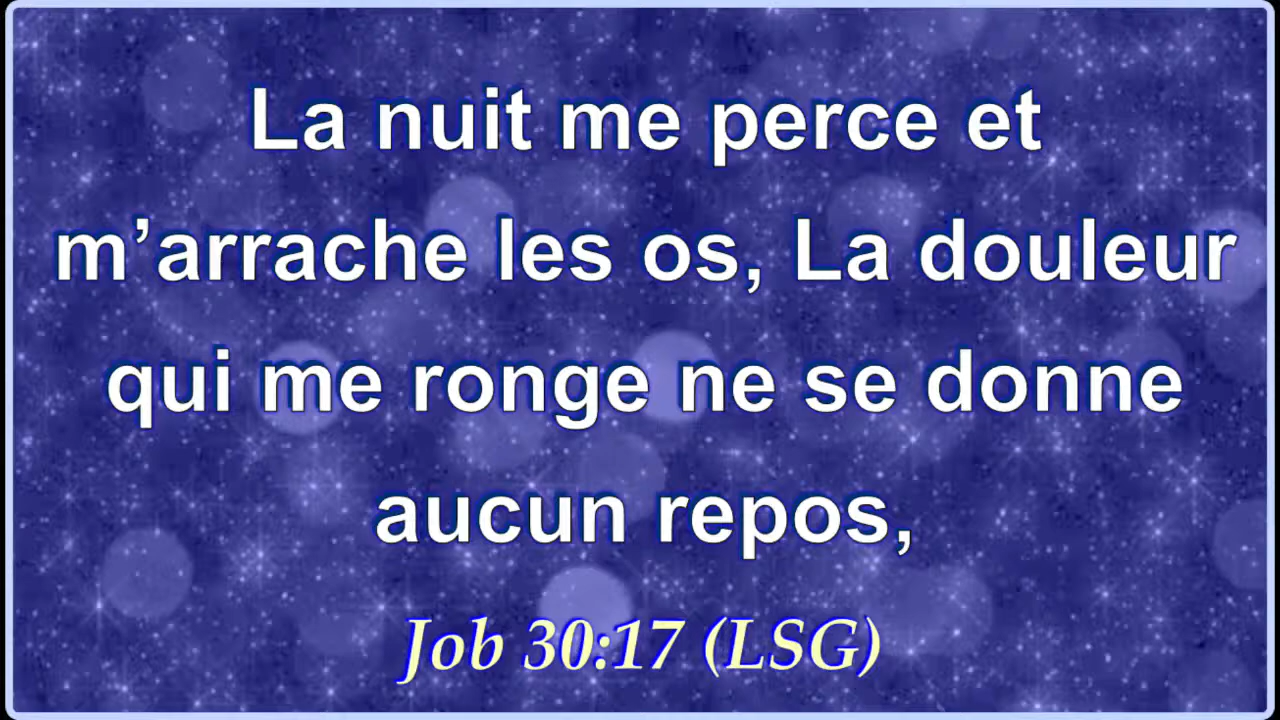 La nuit me perce et
m’arrache les os, La douleur
qui me ronge ne se donne
aucun repos,
Job 30:17 (LSG)